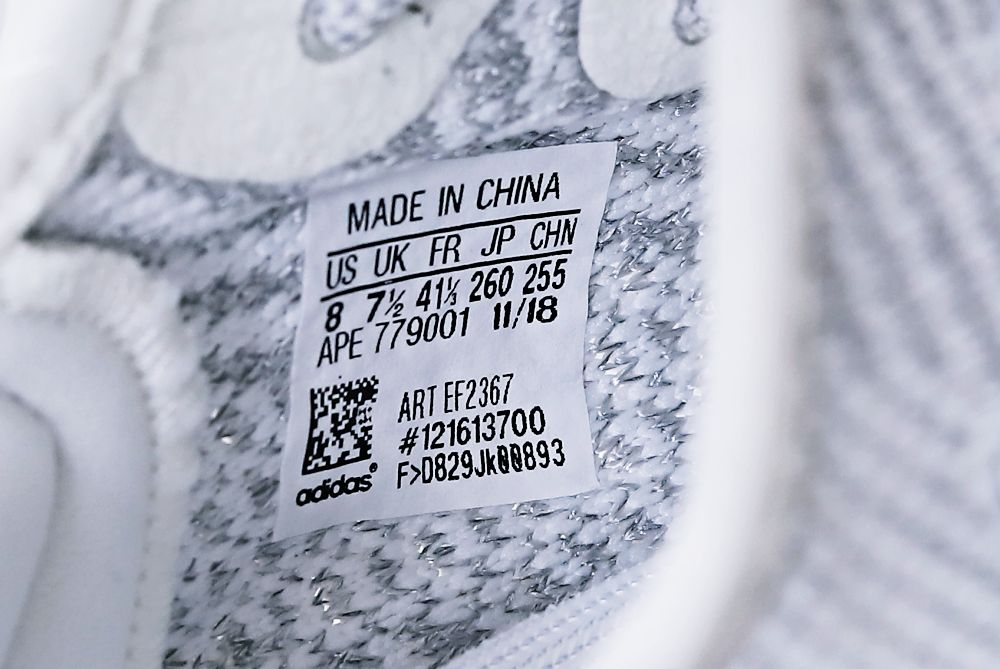 MADE IN CHINA
US UK FR JP CHN
8 7½ 41⅓ 260 255
APE 779001 11/18
ART EF2367
#121613700
F>D829Jk00893
adidas®